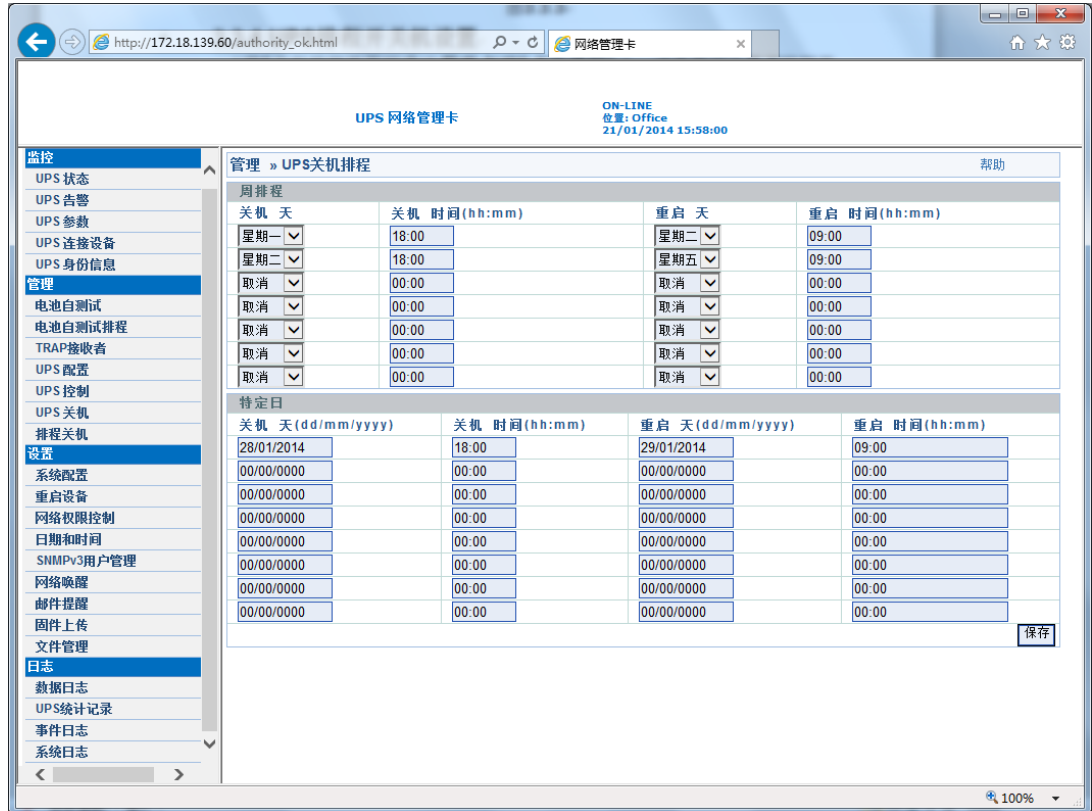 http://172.18.139.60/authority_ok.html
网络管理卡
UPS 网络管理卡
ON-LINE
位置: Office
21/01/2014 15:58:00
监控
UPS 状态
UPS 告警
UPS 参数
UPS 连接设备
UPS 身份信息
管理
电池自测试
电池自测试排程
TRAP接收者
UPS 配置
UPS 控制
UPS 关机
排程关机
设置
系统配置
重启设备
网络权限控制
日期和时间
SNMPv3用户管理
网络唤醒
邮件提醒
固件上传
文件管理
日志
数据日志
UPS统计记录
事件日志
系统日志
管理 » UPS关机排程 帮助
周排程
关机 天 关机 时间(hh:mm) 重启 天 重启 时间(hh:mm)
星期一 18:00 星期二 09:00
星期二 18:00 星期五 09:00
取消 00:00 取消 00:00
取消 00:00 取消 00:00
取消 00:00 取消 00:00
取消 00:00 取消 00:00
取消 00:00 取消 00:00
特定日
关机 天(dd/mm/yyyy) 关机 时间(hh:mm) 重启 天(dd/mm/yyyy) 重启 时间(hh:mm)
28/01/2014 18:00 29/01/2014 09:00
00/00/0000 00:00 00/00/0000 00:00
00/00/0000 00:00 00/00/0000 00:00
00/00/0000 00:00 00/00/0000 00:00
00/00/0000 00:00 00/00/0000 00:00
00/00/0000 00:00 00/00/0000 00:00
00/00/0000 00:00 00/00/0000 00:00
00/00/0000 00:00 00/00/0000 00:00
保存
100%